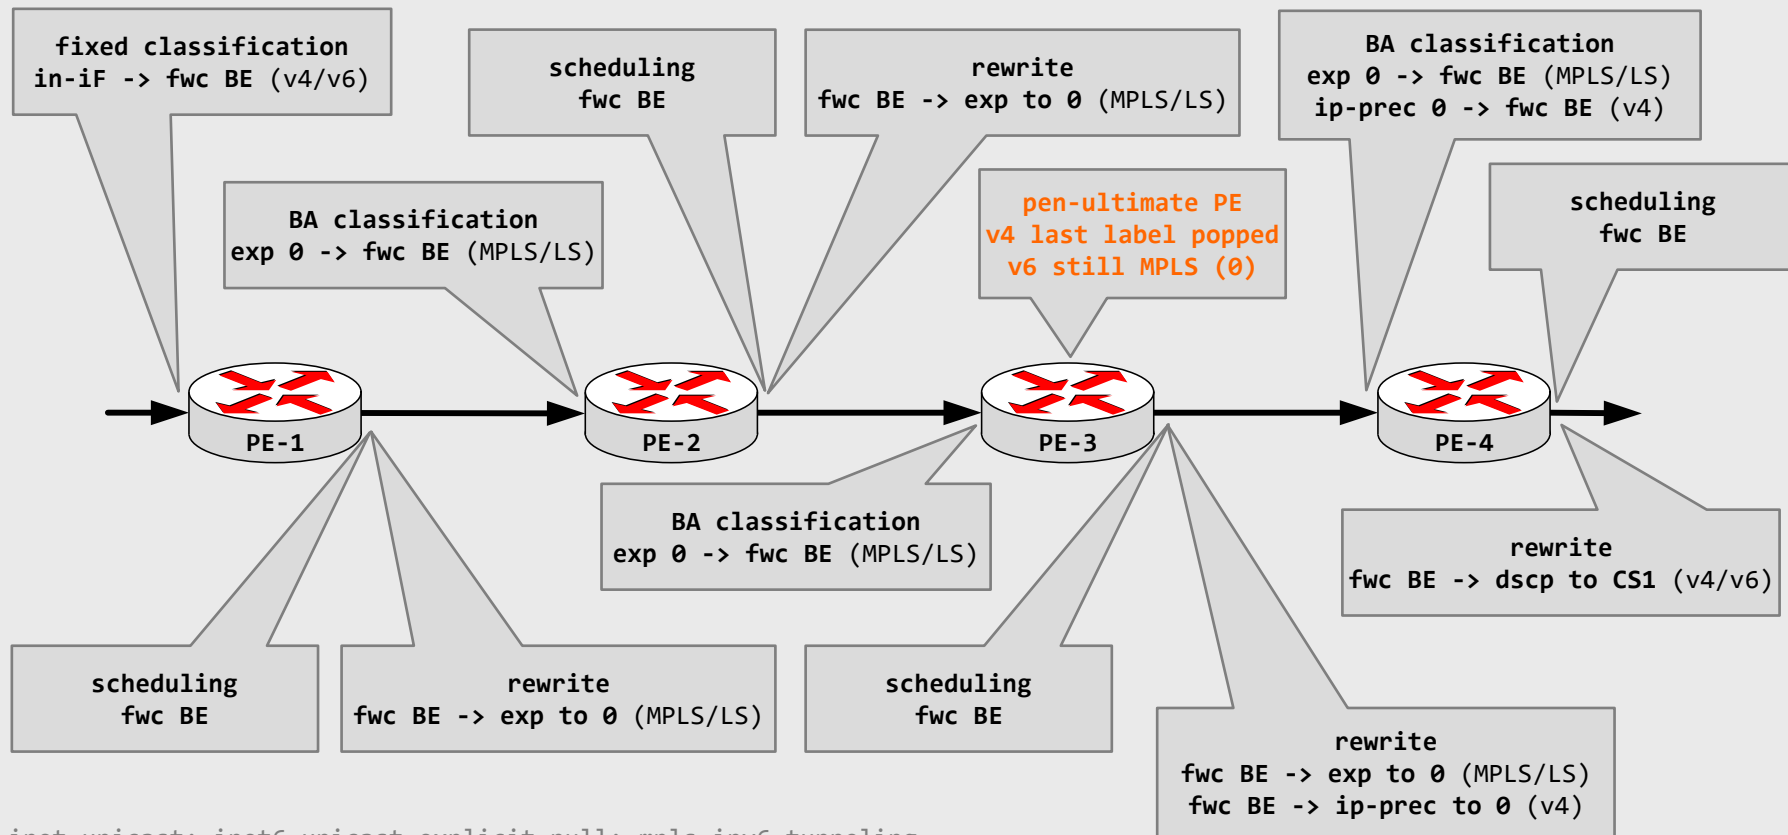 fixed classification
in-iF -> fwc BE (v4/v6)
scheduling
fwc BE
rewrite
fwc BE -> exp to 0 (MPLS/LS)
BA classification
exp 0 -> fwc BE (MPLS/LS)
ip-prec 0 -> fwc BE (v4)
BA classification
exp 0 -> fwc BE (MPLS/LS)
pen-ultimate PE
v4 last label popped
v6 still MPLS (0)
scheduling
fwc BE
PE-1
PE-2
PE-3
PE-4
BA classification
exp 0 -> fwc BE (MPLS/LS)
rewrite
fwc BE -> dscp to CS1 (v4/v6)
scheduling
fwc BE
rewrite
fwc BE -> exp to 0 (MPLS/LS)
scheduling
fwc BE
rewrite
fwc BE -> exp to 0 (MPLS/LS)
fwc BE -> ip-prec to 0 (v4)